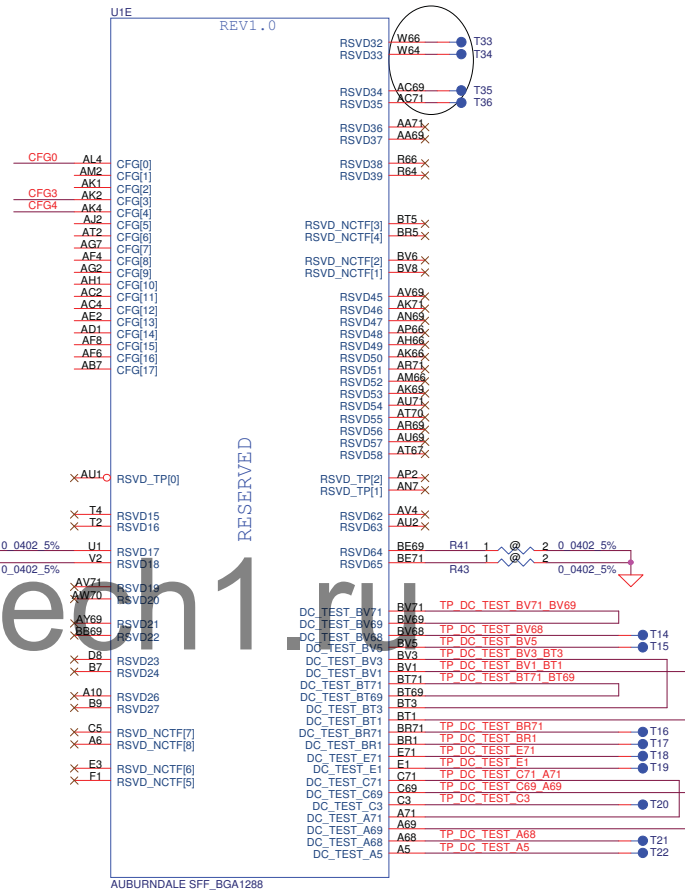 U1E
REV1.0
RSVD32 W66 T33
RSVD33 W64 T34
RSVD34 AC69 T35
RSVD35 AC71 T36
RSVD36 AA71
RSVD37 AA69
CFG0 AL4 CFG[0]
RSVD38 R66
AM2 CFG[1]
RSVD39 R64
AK1 CFG[2]
CFG3 AK2 CFG[3]
CFG4 AK4 CFG[4]
AJ2 CFG[5]
RSVD_NCTF[3] BT5
AT2 CFG[6]
RSVD_NCTF[4] BR5
AG7 CFG[7]
AF4 CFG[8]
RSVD_NCTF[2] BV6
AG2 CFG[9]
RSVD_NCTF[1] BV8
AH1 CFG[10]
AC2 CFG[11]
RSVD45 AV69
AC4 CFG[12]
RSVD46 AK71
AE2 CFG[13]
RSVD47 AN69
AD1 CFG[14]
RSVD48 AP66
AF8 CFG[15]
RSVD49 AH66
AF6 CFG[16]
RSVD50 AK66
AB7 CFG[17]
RSVD51 AR71
RSVD52 AM66
RSVD53 AK69
RSVD54 AU71
RSVD55 AT70
RSVD56 AR69
RSVD57 AU69
RSVD58 AT67
RESERVED
AU1 RSVD_TP[0]
RSVD_TP[2] AP2
RSVD_TP[1] AN7
T4 RSVD15
RSVD62 AV4
T2 RSVD16
RSVD63 AU2
0_0402_5% U1 RSVD17
RSVD64 BE69 R41 1 @ 2 0_0402_5%
0_0402_5% V2 RSVD18
RSVD65 BE71 R43 1 @ 2 0_0402_5%
ech1.ru
AV71 RSVD19
AW70 RSVD20
DC_TEST_BV71 BV71 TP_DC_TEST_BV71_BV69
AY69 RSVD21
DC_TEST_BV69 BV69
BB69 RSVD22
DC_TEST_BV68 BV68 TP_DC_TEST_BV68 T14
DC_TEST_BV5 BV5 TP_DC_TEST_BV5 T15
D8 RSVD23
DC_TEST_BV3 BV3 TP_DC_TEST_BV3_BT3
B7 RSVD24
DC_TEST_BV1 BV1 TP_DC_TEST_BV1_BT1
DC_TEST_BT71 BT71 TP_DC_TEST_BT71_BT69
A10 RSVD26
DC_TEST_BT69 BT69
B9 RSVD27
DC_TEST_BT3 BT3
DC_TEST_BT1 BT1
C5 RSVD_NCTF[7]
DC_TEST_BR71 BR71 TP_DC_TEST_BR71 T16
A6 RSVD_NCTF[8]
DC_TEST_BR1 BR1 TP_DC_TEST_BR1 T17
DC_TEST_E71 E71 TP_DC_TEST_E71 T18
E3 RSVD_NCTF[6]
DC_TEST_E1 E1 TP_DC_TEST_E1 T19
F1 RSVD_NCTF[5]
DC_TEST_C71 C71 TP_DC_TEST_C71_A71
DC_TEST_C69 C69 TP_DC_TEST_C69_A69
DC_TEST_C3 C3 TP_DC_TEST_C3 T20
DC_TEST_A71 A71
DC_TEST_A69 A69
DC_TEST_A68 A68 TP_DC_TEST_A68 T21
DC_TEST_A5 A5 TP_DC_TEST_A5 T22
AUBURNDALE SFF_BGA1288